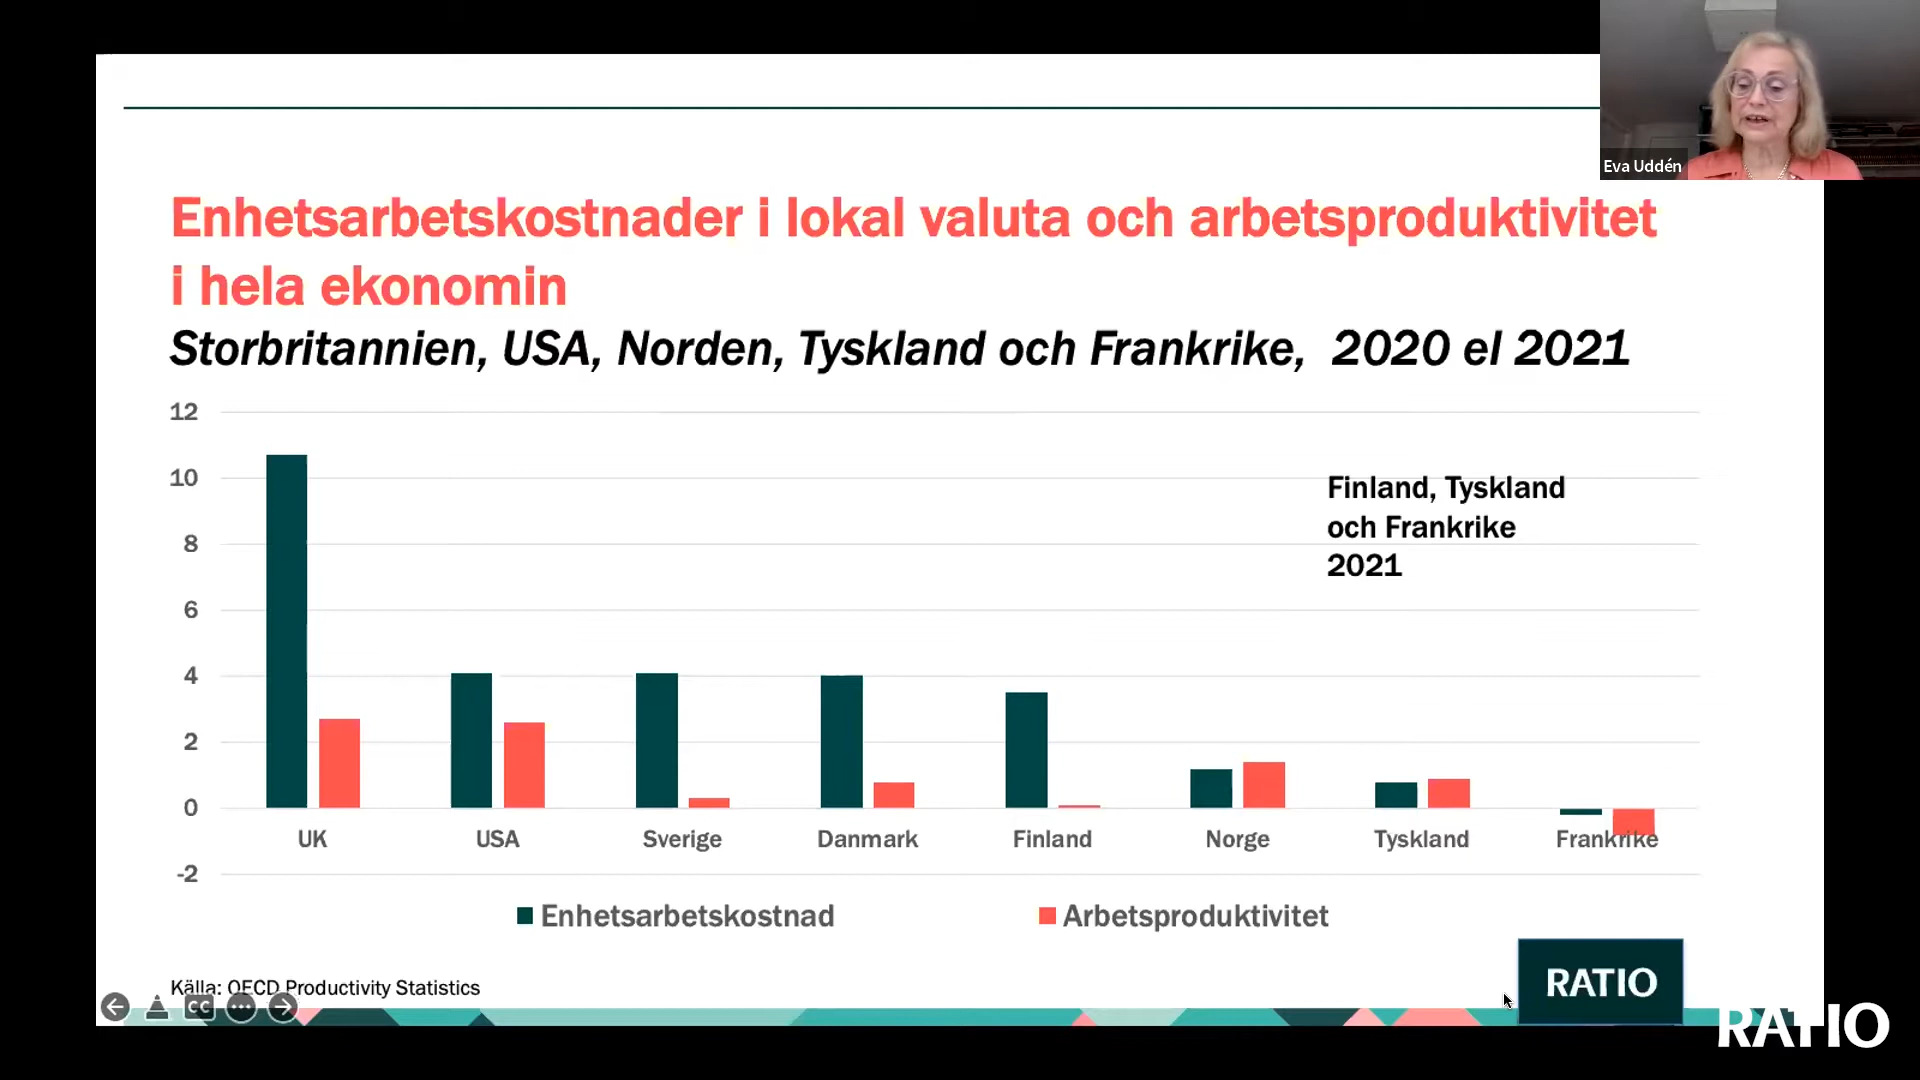 Eva Uddén
Enhetsarbetskostnader i lokal valuta och arbetsproduktivitet
i hela ekonomin
Storbritannien, USA, Norden, Tyskland och Frankrike, 2020 el 2021
12
10
8
6
4
2
0
-2
Finland, Tyskland
och Frankrike
2021
UK USA Sverige Danmark Finland Norge Tyskland Frankrike
Enhetsarbetskostnad Arbetsproduktivitet
Källa: OECD Productivity Statistics
CC
RATIO
RATIO